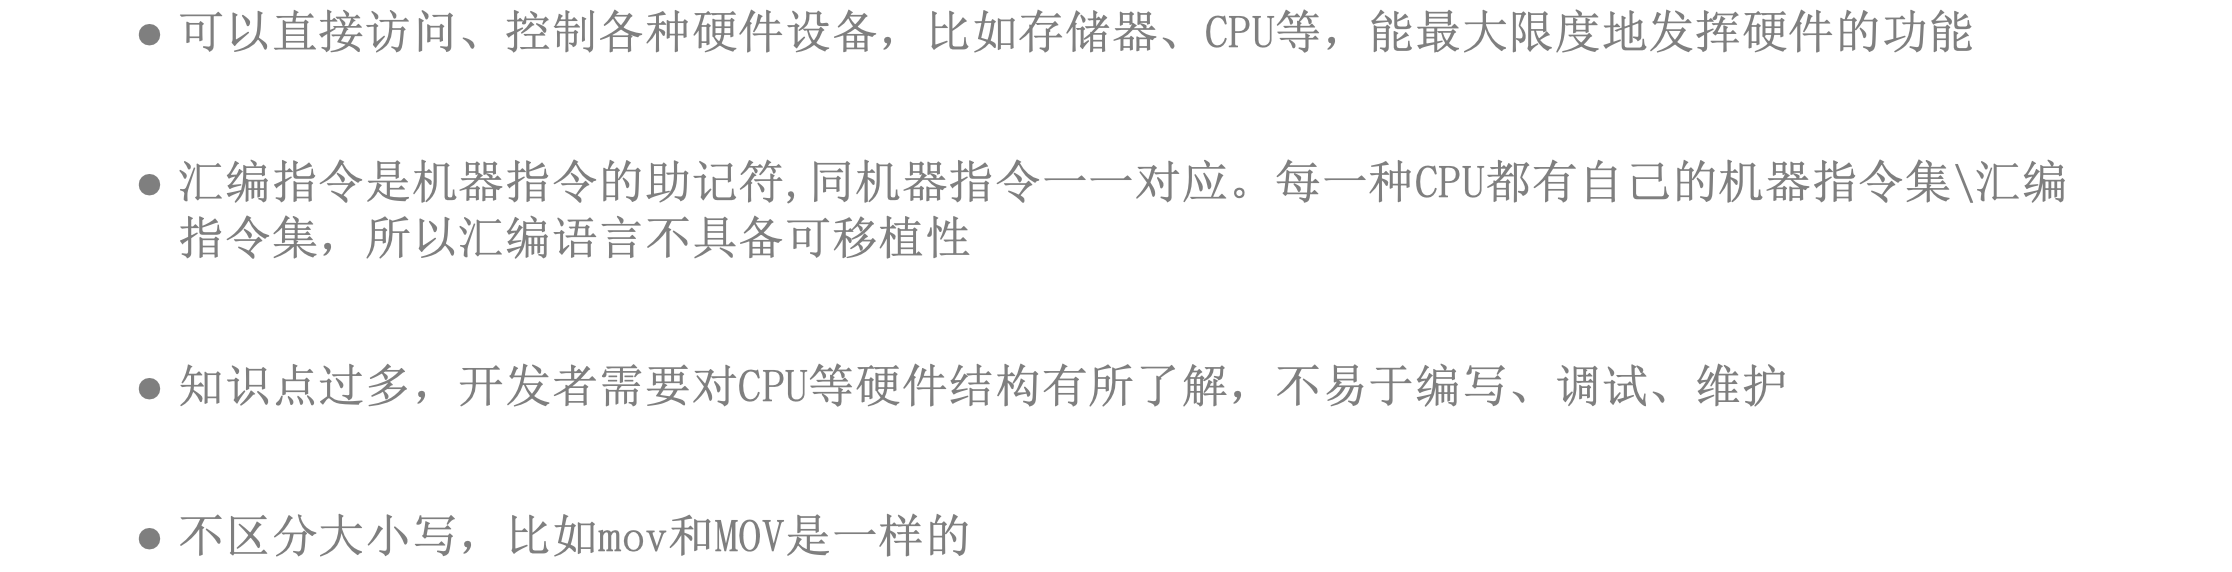 ● 可以直接访问、控制各种硬件设备，比如存储器、CPU等，能最大限度地发挥硬件的功能
● 汇编指令是机器指令的助记符,同机器指令一一对应。每一种CPU都有自己的机器指令集\汇编
指令集，所以汇编语言不具备可移植性
● 知识点过多，开发者需要对CPU等硬件结构有所了解，不易于编写、调试、维护
● 不区分大小写，比如mov和MOV是一样的